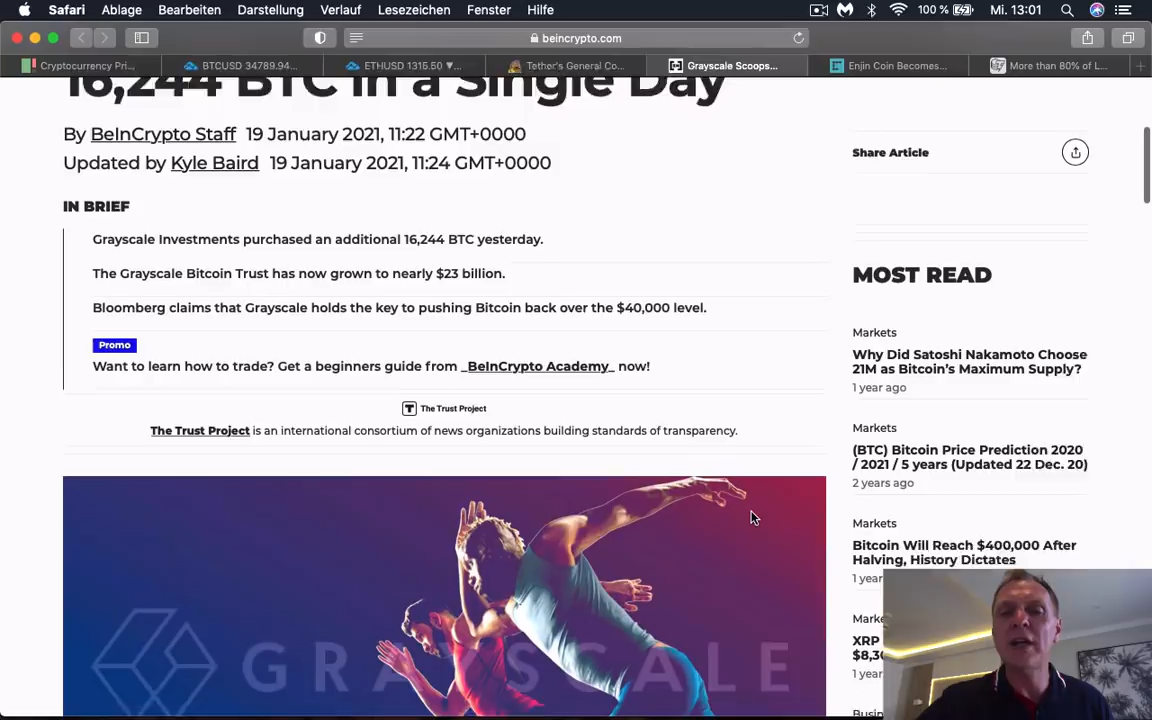 Safari Ablage Bearbeiten Darstellung Verlauf Lesezeichen Fenster Hilfe 100 % Mi. 13:01
beincrypto.com
Cryptocurrency Pri... BTCUSD 34789.94... ETHUSD 1315.50 ▼... Tether's General Co... Grayscale Scoops... Enjin Coin Becomes... More than 80% of L...
16,244 BTC in a Single Day
By BeInCrypto Staff 19 January 2021, 11:22 GMT+0000
Updated by Kyle Baird 19 January 2021, 11:24 GMT+0000
Share Article
IN BRIEF
Grayscale Investments purchased an additional 16,244 BTC yesterday.
The Grayscale Bitcoin Trust has now grown to nearly $23 billion.
Bloomberg claims that Grayscale holds the key to pushing Bitcoin back over the $40,000 level.
Promo
Want to learn how to trade? Get a beginners guide from _BeInCrypto Academy_ now!
T The Trust Project
The Trust Project is an international consortium of news organizations building standards of transparency.
GRAYSCALE
MOST READ
Markets
Why Did Satoshi Nakamoto Choose
21M as Bitcoin's Maximum Supply?
1 year ago
Markets
(BTC) Bitcoin Price Prediction 2020
/ 2021 / 5 years (Updated 22 Dec. 20)
2 years ago
Markets
Bitcoin Will Reach $400,000 After
Halving, History Dictates
1 year
XRP
1 year